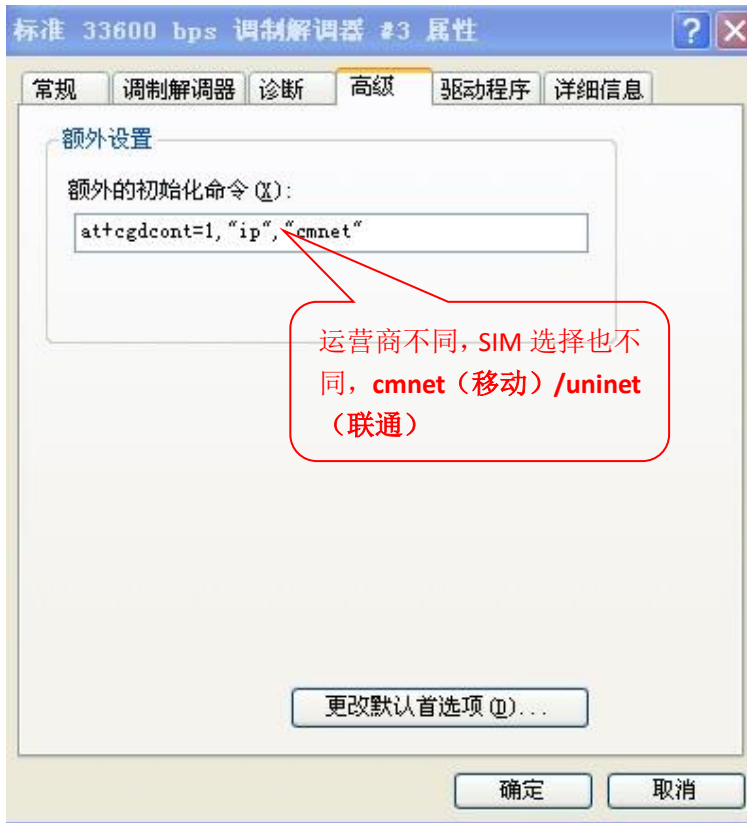 标准 33600 bps 调制解调器 #3 属性
常规 调制解调器 诊断 高级 驱动程序 详细信息
额外设置
额外的初始化命令(X):
at+cgdcont=1,"ip","cmnet"
运营商不同，SIM 选择也不
同，cmnet（移动）/uninet
（联通）
更改默认首选项(D)...
确定 取消